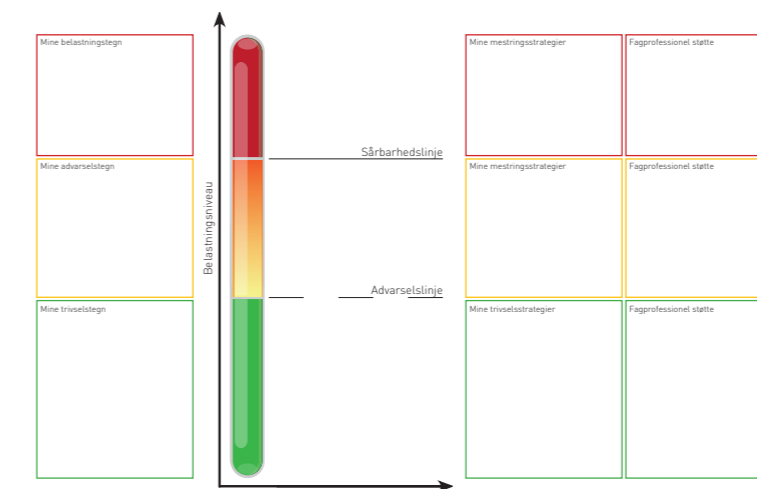 Mine belastningstegn
Mine mestringsstrategier
Fagprofessionel støtte
Sårbarhedslinje
Mine advarselstegn
Mine mestringsstrategier
Fagprofessionel støtte
Belastningsniveau
Advarselslinje
Mine trivselstegn
Mine trivselsstrategier
Fagprofessionel støtte